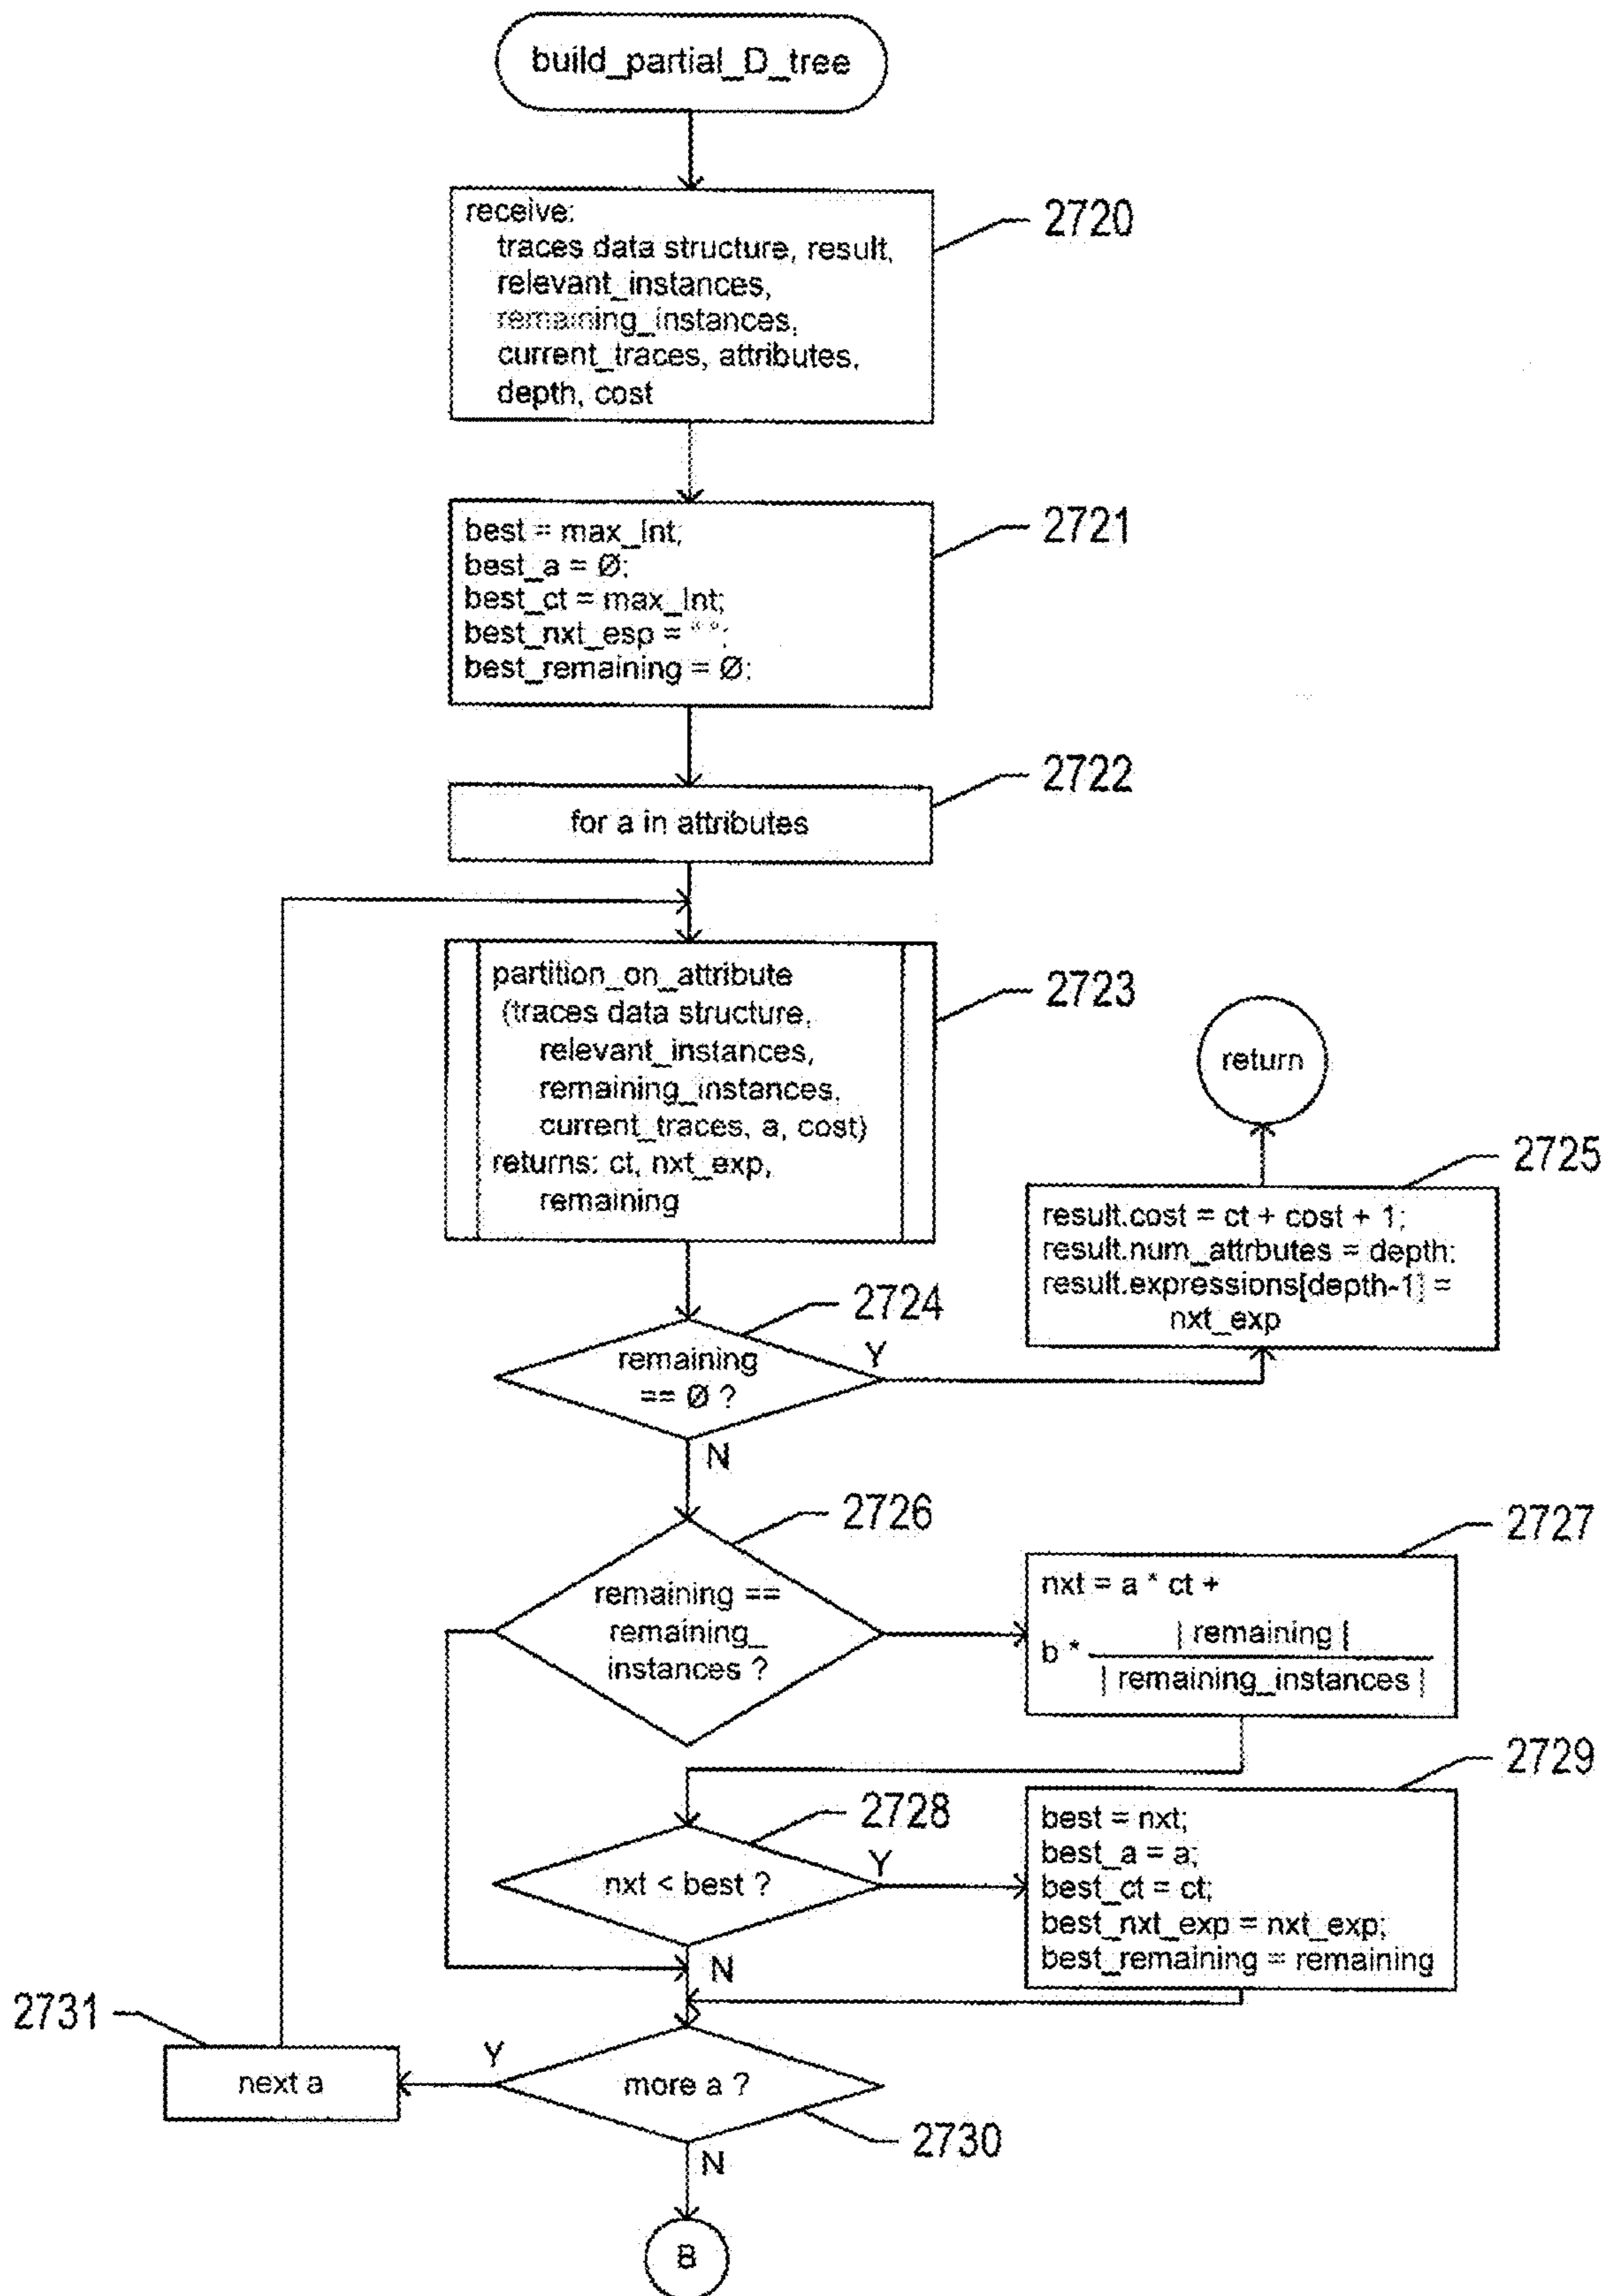 build_partial_D_tree
receive:
traces data structure, result,
relevant_instances,
remaining_instances,
current_traces, attributes,
depth, cost
2720
best = max_Int;
best_a = Ø;
best_ct = max_Int;
best_nxt_esp = “ ”;
best_remaining = Ø;
2721
for a in attributes
2722
partition_on_attribute
(traces data structure,
relevant_instances,
remaining_instances,
current_traces, a, cost)
returns: ct, nxt_exp,
remaining
2723
return
2725
result.cost = ct + cost + 1;
result.num_attrbutes = depth;
result.expressions[depth-1] =
nxt_exp
2724
remaining
== Ø ?
Y
N
2726
remaining ==
remaining_
instances ?
2727
nxt = a * ct +
b * | remaining |
| remaining_instances |
2728
nxt < best ?
Y
N
2729
best = nxt;
best_a = a;
best_ct = ct;
best_nxt_exp = nxt_exp;
best_remaining = remaining
2731
next a
Y
more a ?
2730
N
B